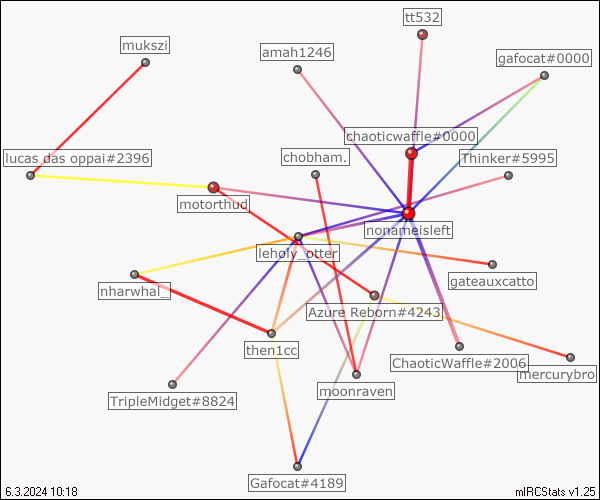 tt532
mukszi
amah1246
gafocat#0000
chaoticwaffle#0000
lucas das oppai#2396
chobham.
Thinker#5995
motorthud
nonameisleft
leholy_otter
gateauxcatto
nharwhal_
Azure Reborn#4243
then1cc
ChaoticWaffle#2006
mercurybro
moonraven
TripleMidget#8824
Gafocat#4189
6.3.2024 10:18
mIRCStats v1.25